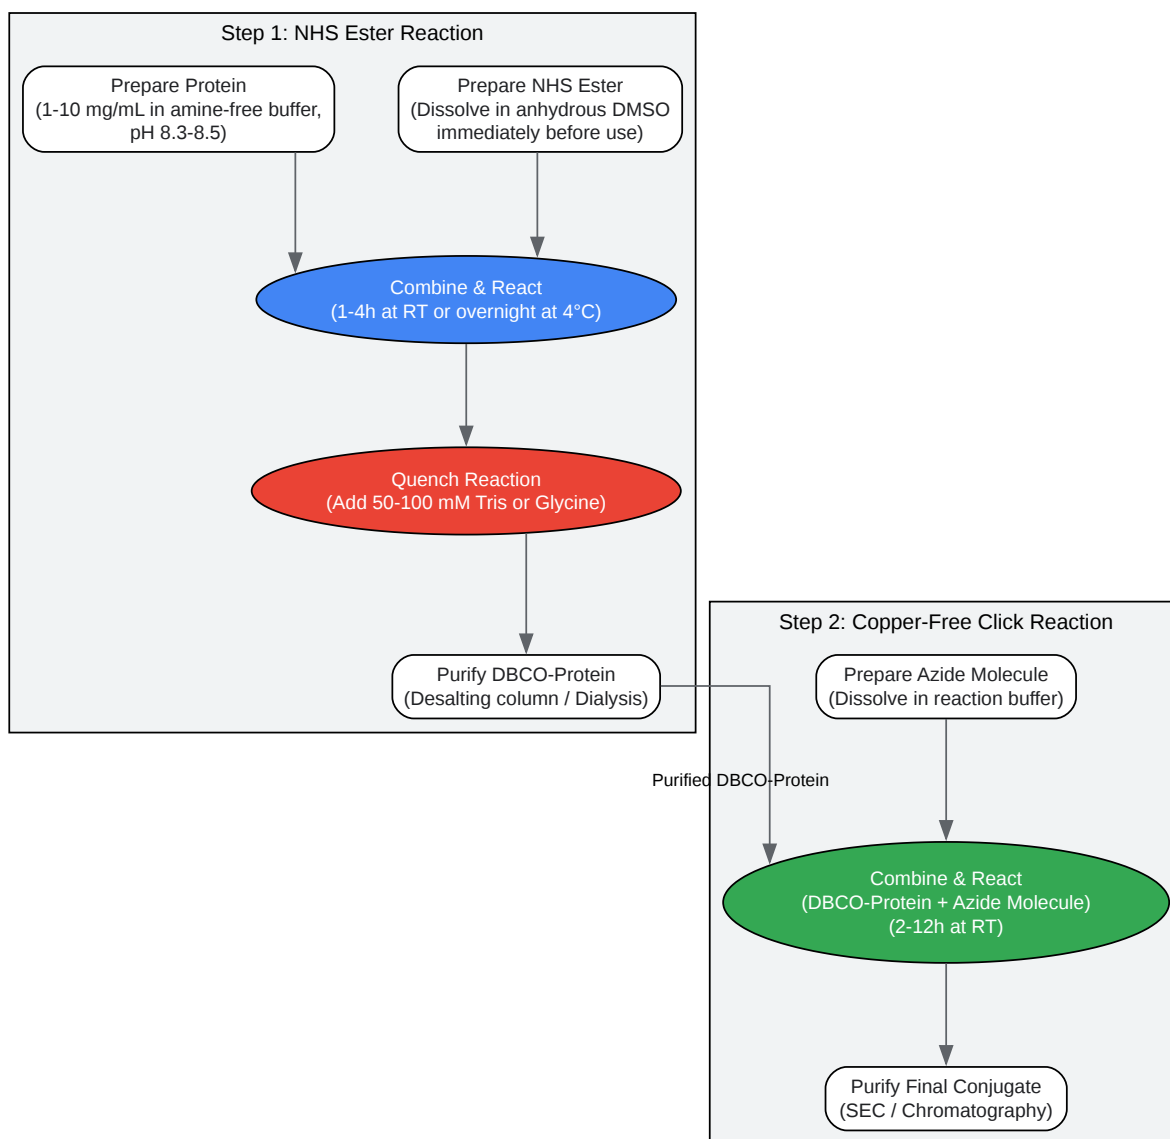 Step 1: NHS Ester Reaction
Prepare Protein
(1-10 mg/mL in amine-free buffer,
pH 8.3-8.5)
Prepare NHS Ester
(Dissolve in anhydrous DMSO
immediately before use)
Combine & React
(1-4h at RT or overnight at 4°C)
Quench Reaction
(Add 50-100 mM Tris or Glycine)
Purify DBCO-Protein
(Desalting column / Dialysis)
Step 2: Copper-Free Click Reaction
Prepare Azide Molecule
(Dissolve in reaction buffer)
Purified DBCO-Protein
Combine & React
(DBCO-Protein + Azide Molecule)
(2-12h at RT)
Purify Final Conjugate
(SEC / Chromatography)